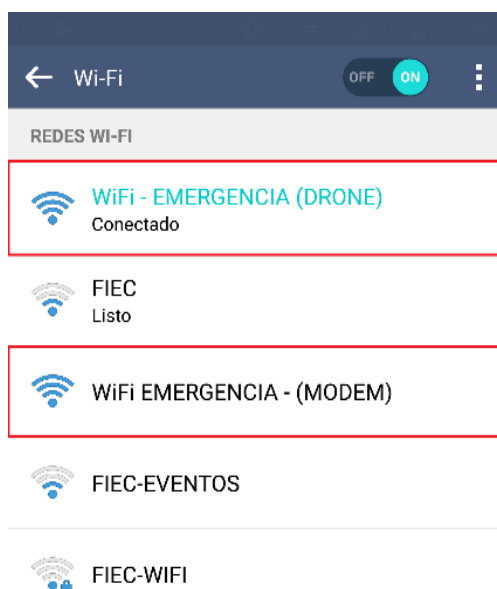 Wi-Fi
OFF ON
REDES WI-FI
WiFi - EMERGENCIA (DRONE)
Conectado
FIEC
Listo
WiFi EMERGENCIA - (MODEM)
FIEC-EVENTOS
FIEC-WIFI